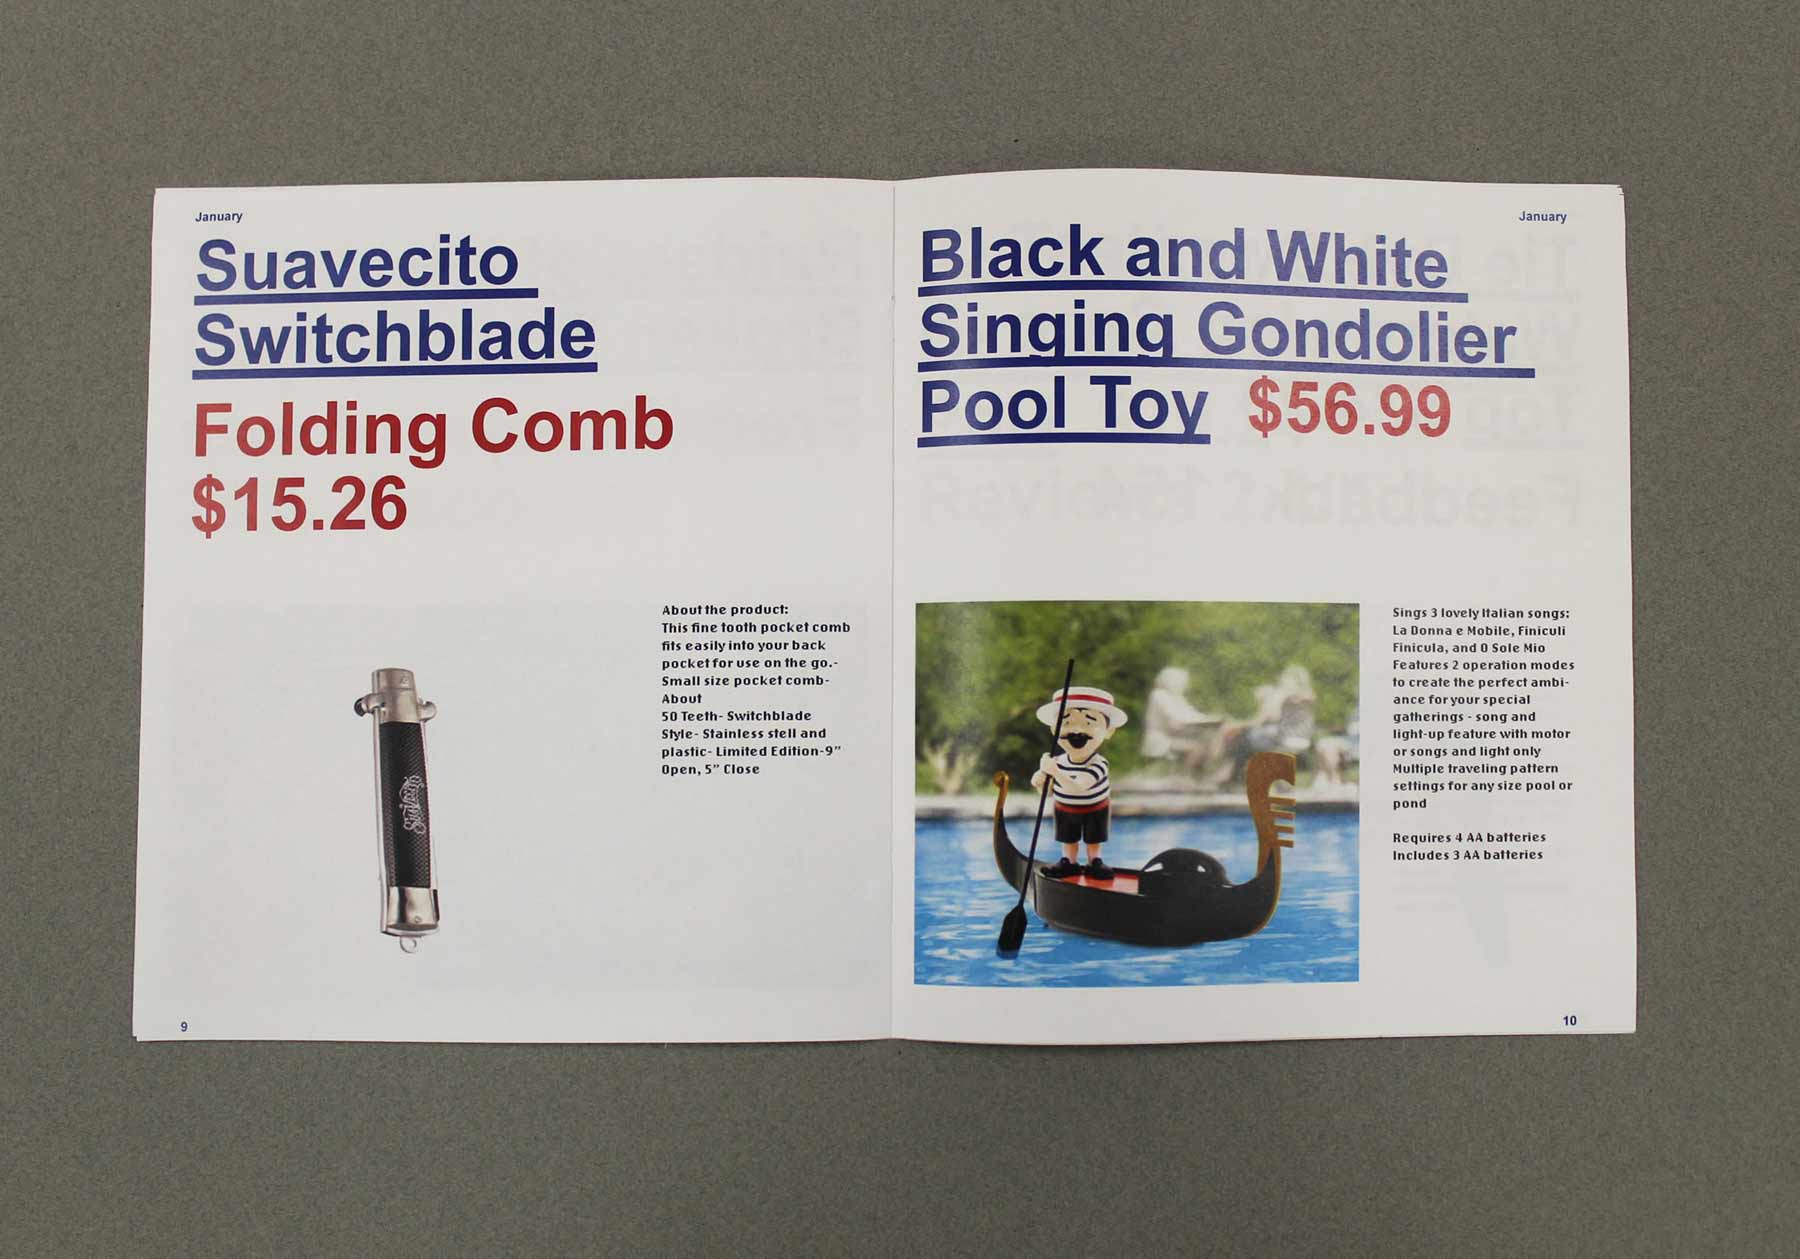 January
Suavecito
Switchblade
Folding Comb
$15.26
About the product:
This fine tooth pocket comb
fits easily into your back
pocket for use on the go.-
Small size pocket comb-
About
50 Teeth- Switchblade
Style- Stainless stell and
plastic- Limited Edition-9"
Open, 5" Close
Suavecito
9
January
Black and White
Singing Gondolier
Pool Toy $56.99
Sings 3 lovely Italian songs:
La Donna e Mobile, Finiculi
Finicula, and O Sole Mio
Features 2 operation modes
to create the perfect ambi-
ance for your special
gatherings - song and
light-up feature with motor
or songs and light only
Multiple traveling pattern
settings for any size pool or
pond
Requires 4 AA batteries
Includes 3 AA batteries
10